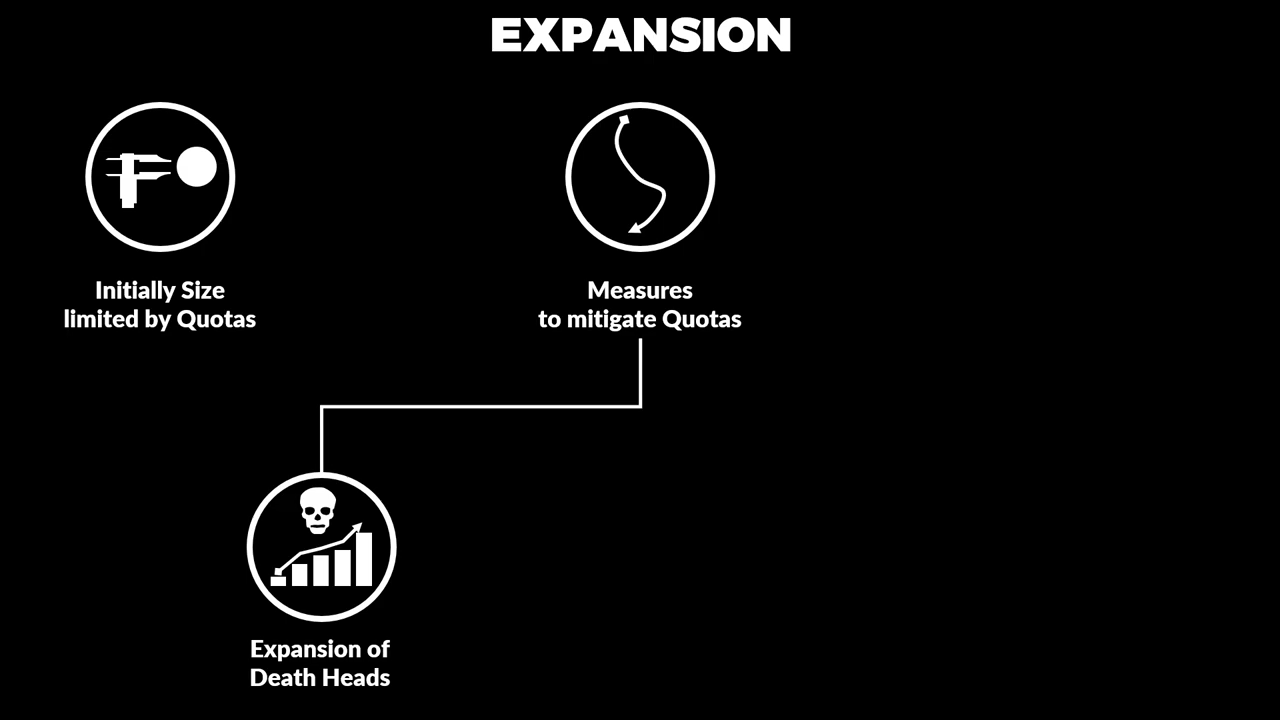 EXPANSION
Initially Size
limited by Quotas
Measures
to mitigate Quotas
Expansion of
Death Heads